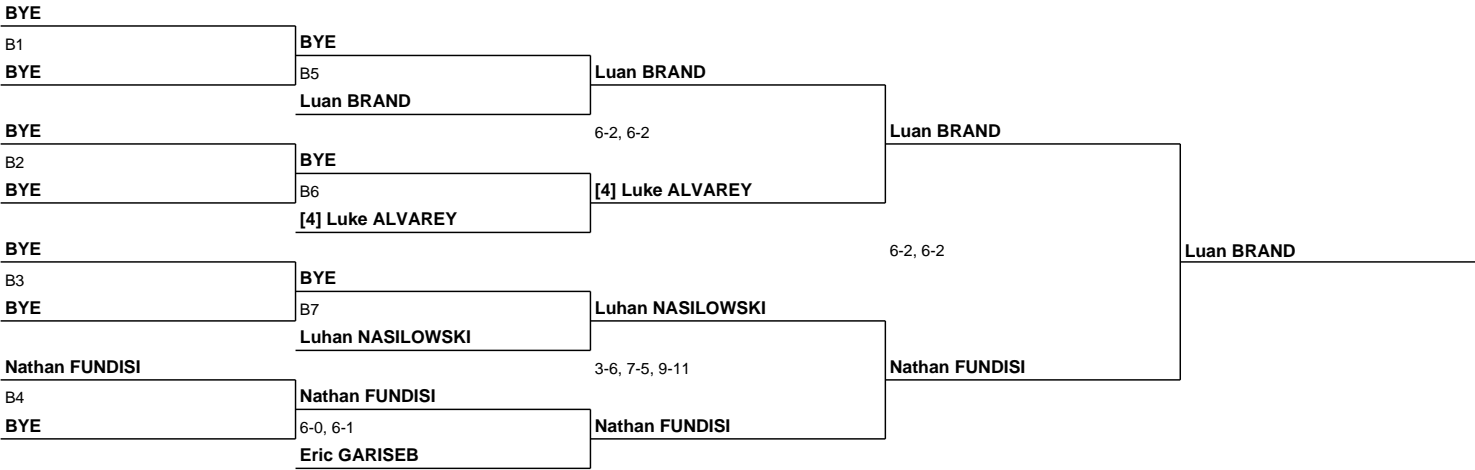 BYE
B1
BYE
BYE
B5
Luan BRAND
Luan BRAND
BYE
6-2, 6-2
Luan BRAND
B2
BYE
BYE
B6
[4] Luke ALVAREY
[4] Luke ALVAREY
BYE
6-2, 6-2
Luan BRAND
B3
BYE
BYE
B7
Luhan NASILOWSKI
Luhan NASILOWSKI
Nathan FUNDISI
3-6, 7-5, 9-11
Nathan FUNDISI
B4
Nathan FUNDISI
BYE
6-0, 6-1
Nathan FUNDISI
Eric GARISEB